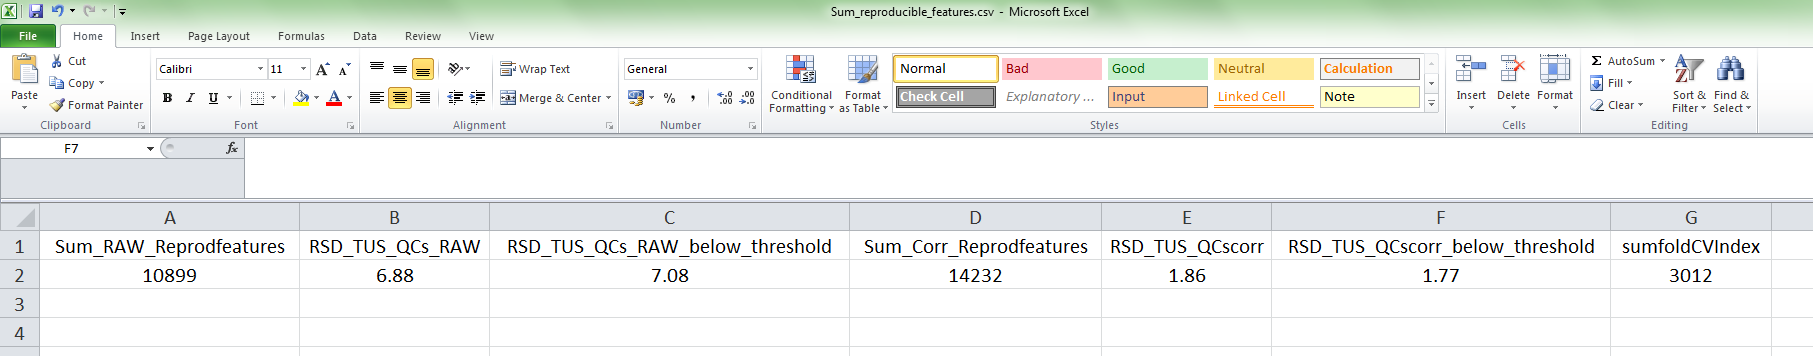 Sum_reproducible_features.csv - Microsoft Excel
File Home Insert Page Layout Formulas Data Review View
Paste Cut Copy Format Painter Clipboard
Calibri 11 A A B I U A Font
Wrap Text Merge & Center Alignment
General % , .00 .0 Number
Conditional Formatting Format as Table
Normal Bad Good Neutral Calculation
Check Cell Explanatory ... Input Linked Cell Note
Styles
Insert Delete Format Cells
Σ AutoSum Fill Clear Sort & Filter Find & Select Editing
F7 fx
A B C D E F G
1 Sum_RAW_Reprodfeatures RSD_TUS_QCs_RAW RSD_TUS_QCs_RAW_below_threshold Sum_Corr_Reprodfeatures RSD_TUS_QCscorr RSD_TUS_QCscorr_below_threshold sumfoldCVIndex
2 10899 6.88 7.08 14232 1.86 1.77 3012
3
4